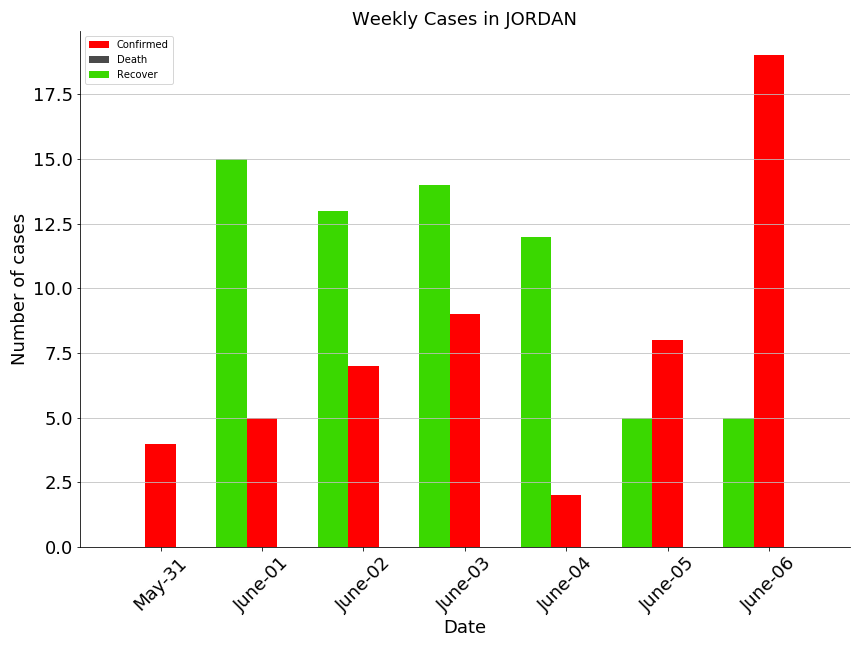 Weekly Cases in JORDAN
Confirmed
Death
Recover
17.5
15.0
12.5
10.0
7.5
5.0
2.5
0.0
Number of cases
May-31
June-01
June-02
June-03
June-04
June-05
June-06
Date